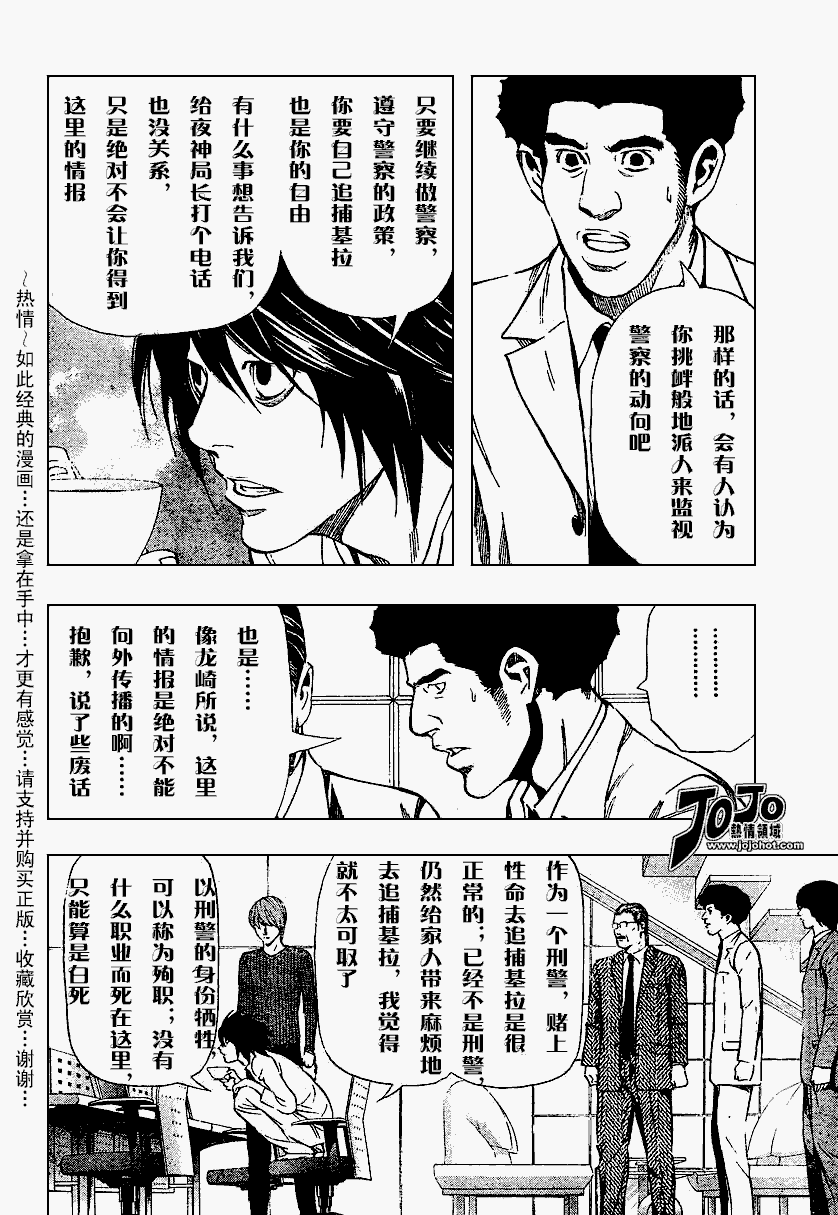 那样的话，会有人认为
你挑衅般地派人来监视
警察的动向吧
只要继续做警察，
遵守警察的政策，
你要自己追捕基拉
也是你的自由
有什么事想告诉我们，
给夜神局长打个电话
也没关系，
只是绝对不会让你得到
这里的情报
………………
也是……
像龙崎所说，这里
的情报是绝对不能
向外传播的啊……
抱歉，说了些废话
作为一个刑警，赌上
性命去追捕基拉是很
正常的；已经不是刑警，
仍然给家人带来麻烦地
去追捕基拉，我觉得
就不太可取了
以刑警的身份牺牲，
可以称为殉职；没有
什么职业而死在这里，
只能算是白死
JOJO
熱情領域
www.jojohot.com
～热情～如此经典的漫画…还是拿在手中…才更有感觉…请支持并购买正版…收藏欣赏…谢谢…